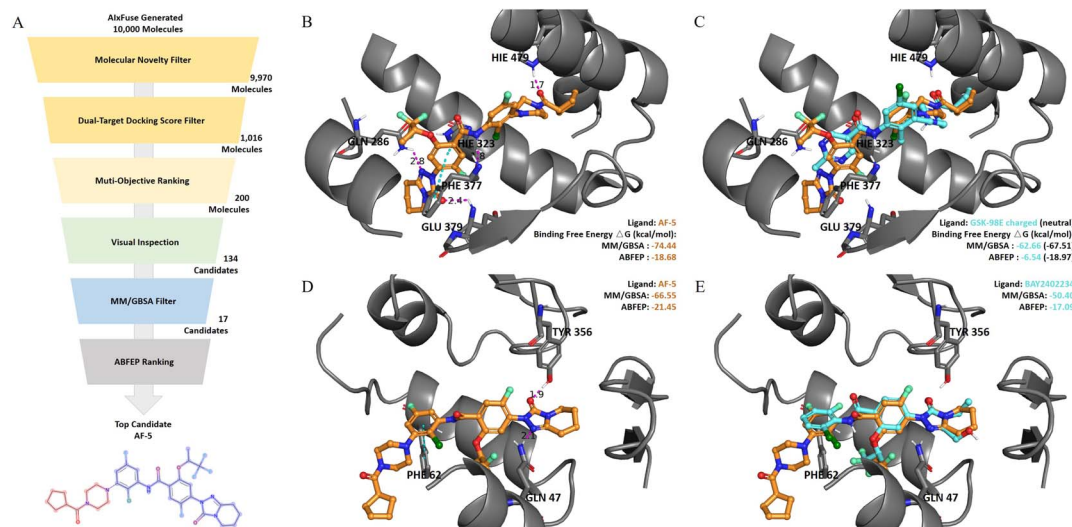 A
AIxFuse Generated
10,000 Molecules
Molecular Novelty Filter
9,970
Molecules
Dual-Target Docking Score Filter
1,016
Molecules
Muti-Objective Ranking
200
Molecules
Visual Inspection
134
Candidates
MM/GBSA Filter
17
Candidates
ABFEP Ranking
Top Candidate
AF-5
B
HIE 479
1.7
GLN 286
HIE 323
2.8
8
PHE 377
2.4
GLU 379
Ligand: AF-5
Binding Free Energy △G (kcal/mol):
MM/GBSA : -74.44
ABFEP : -18.68
C
HIE 479
GLN 286
HIE 323
PHE 377
GLU 379
Ligand: GSK-98E charged (neutral)
Binding Free Energy △G (kcal/mol)
MM/GBSA : -62.66 (-67.51)
ABFEP : -6.54 (-18.97)
D
Ligand: AF-5
MM/GBSA: -66.55
ABFEP: -21.45
TYR 356
1.9
2.1
PHE 62
GLN 47
E
Ligand: BAY2402234
MM/GBSA: -50.40
ABFEP: -17.09
TYR 356
PHE 62
GLN 47